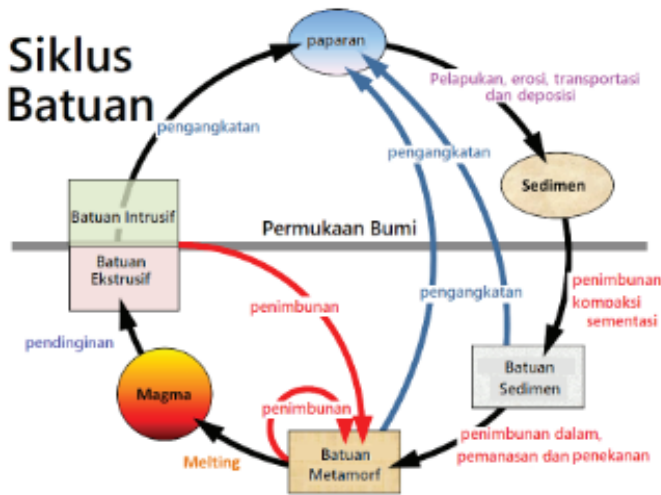 Siklus
Batuan
paparan
Pelapukan, erosi, transportasi
dan deposisi
pengangkatan
pengangkatan
Sedimen
Batuan Intrusif
Permukaan Bumi
Batuan
Ekstrusif
penimbunan
kompaksi
sementasi
pengangkatan
penimbunan
pendinginan
Batuan
Sedimen
Magma
penimbunan
penimbunan dalam,
pemanasan dan penekanan
Melting
Batuan
Metamorf